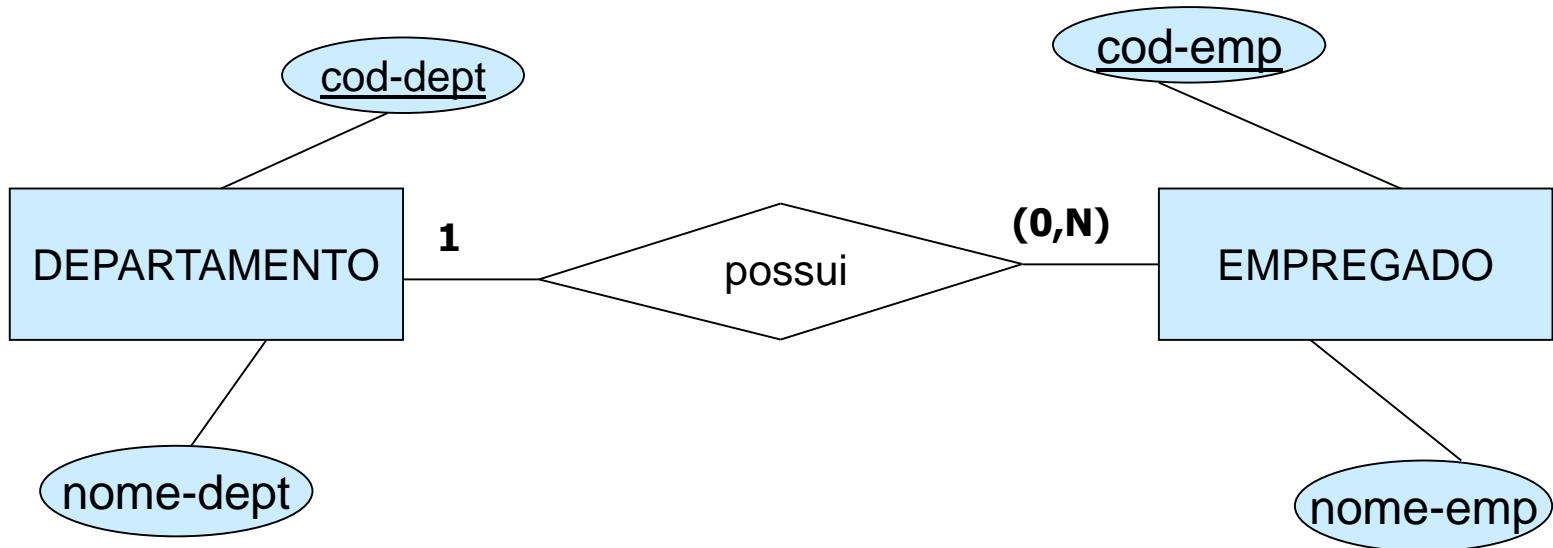 cod-dept
cod-emp
DEPARTAMENTO
1
possui
(0,N)
EMPREGADO
nome-dept
nome-emp